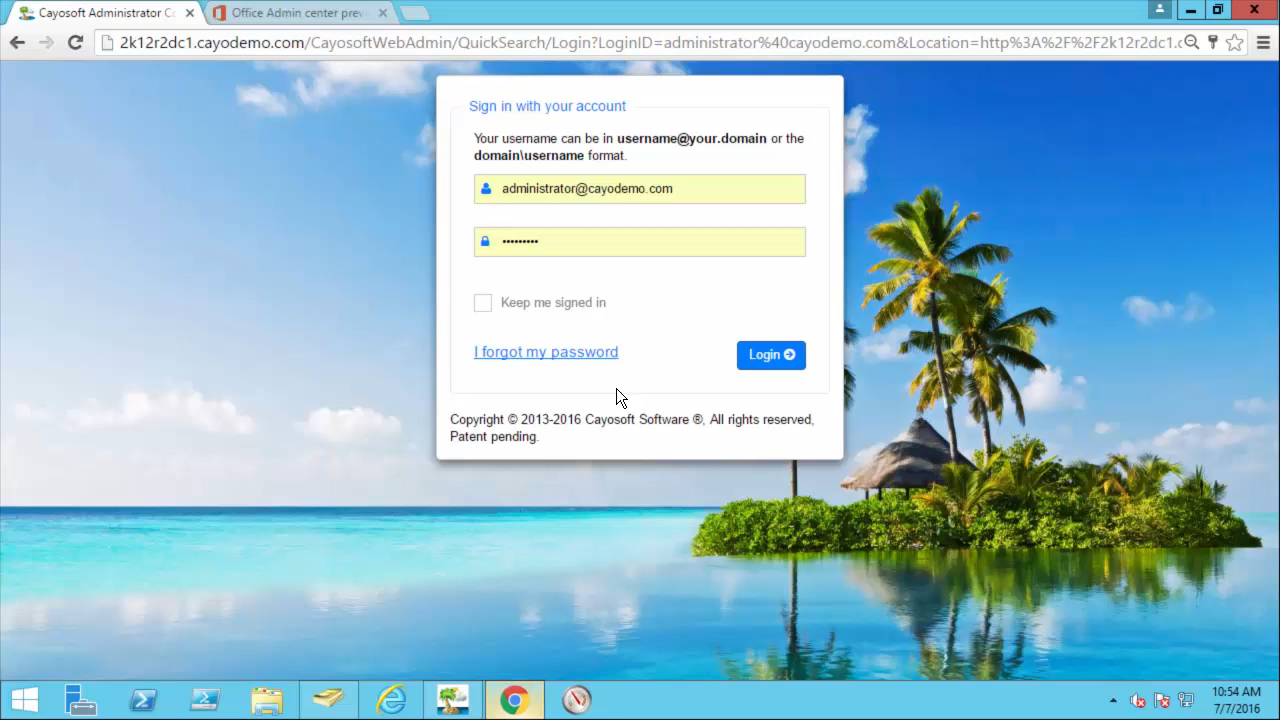 Cayosoft Administrator Co
Office Admin center prev
2k12r2dc1.cayodemo.com/CayosoftWebAdmin/QuickSearch/Login?LoginID=administrator%40cayodemo.com&Location=http%3A%2F%2F2k12r2dc1.c
Sign in with your account
Your username can be in username@your.domain or the
domain\username format.
administrator@cayodemo.com
•••••••••
Keep me signed in
I forgot my password
Login
Copyright © 2013-2016 Cayosoft Software ®, All rights reserved,
Patent pending.
10:54 AM
7/7/2016